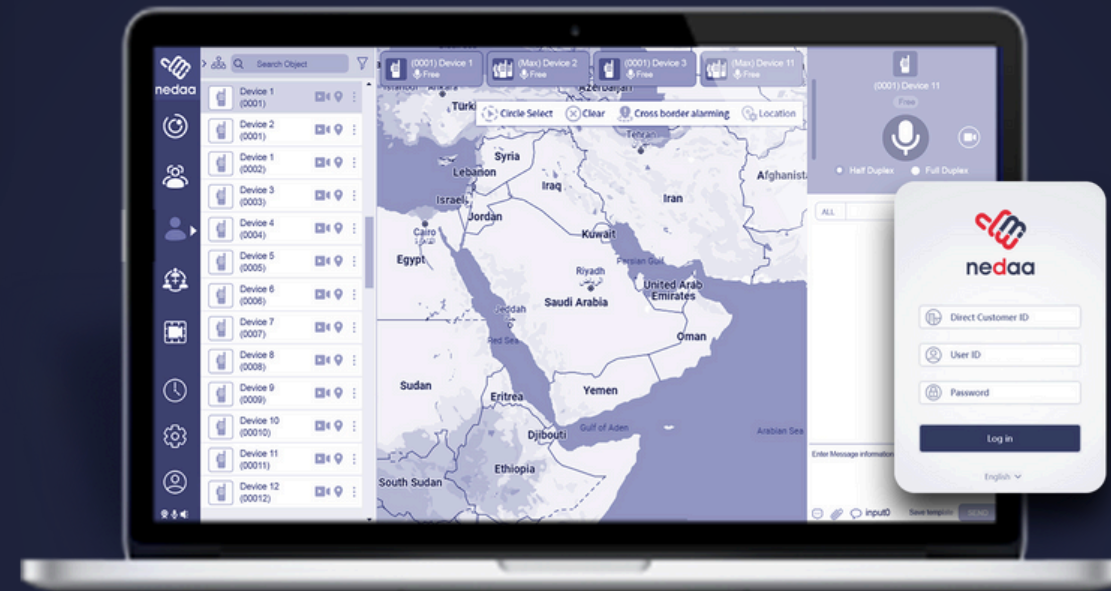 nedaa
Search Object
Device 1
(0001)
Device 2
(0001)
Device 1
(0002)
Device 3
(0003)
Device 4
(0004)
Device 5
(0005)
Device 6
(0006)
Device 7
(0007)
Device 8
(0008)
Device 9
(0009)
Device 10
(00010)
Device 11
(00011)
Device 12
(00012)
(0001) Device 1
Free
(Max) Device 2
Free
(0001) Device 3
Free
(Max) Device 11
Free
Circle Select
Clear
Cross border alarming
Location
Ankara
Azerbaijan
Türki
Tehran
Syria
Lebanon
Iraq
Iran
Afghanist
Israel
Jordan
Cairo
Kuwait
Egypt
Persian Gulf
Riyadh
الرياض
United Arab
Emirates
Saudi Arabia
Jeddah
Oman
Red Sea
Sudan
Yemen
Eritrea
Gulf of Aden
Arabian Sea
Djibouti
Ethiopia
South Sudan
(0001) Device 11
Free
Half Duplex
Full Duplex
ALL
Enter Message information
input0
Save template
SEND
nedaa
Direct Customer ID
User ID
Password
Log in
English